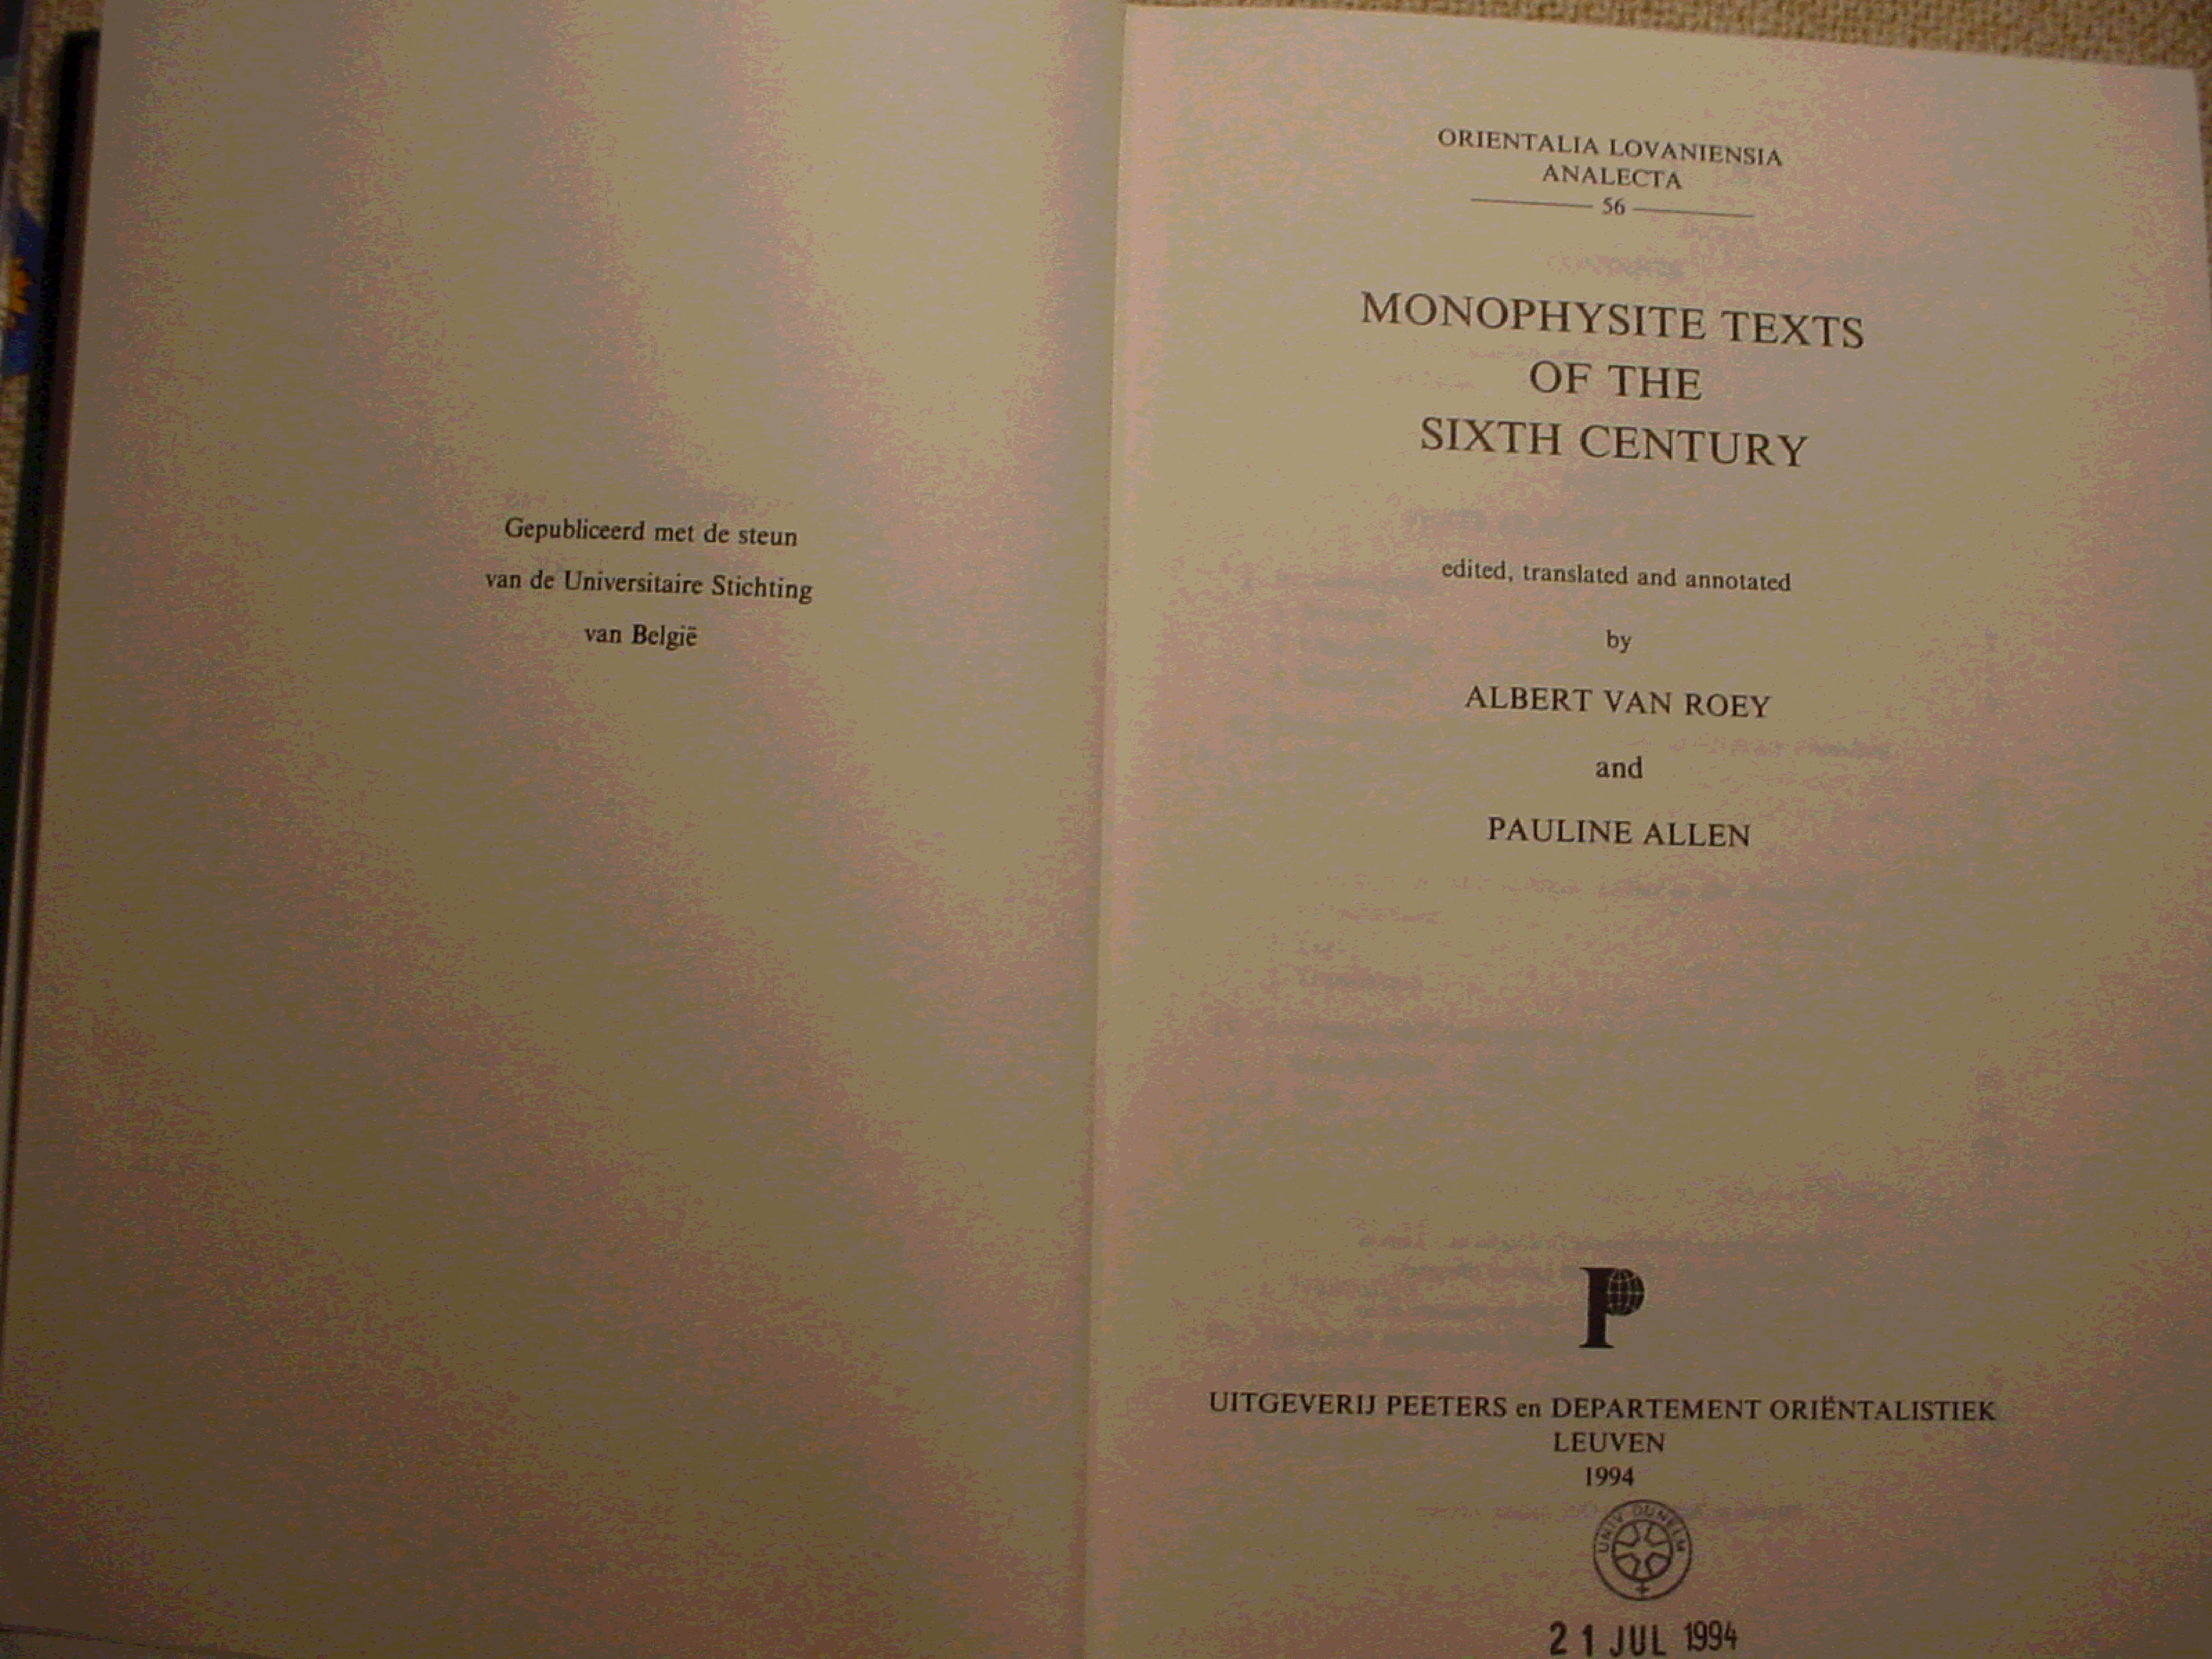 Gepubliceerd met de steun
van de Universitaire Stichting
van België
ORIENTALIA LOVANIENSIA
ANALECTA
56
MONOPHYSITE TEXTS
OF THE
SIXTH CENTURY
edited, translated and annotated
by
ALBERT VAN ROEY
and
PAULINE ALLEN
P
UITGEVERIJ PEETERS en DEPARTEMENT ORIËNTALISTIEK
LEUVEN
1994
UNIV DUNELM
21 JUL 1994